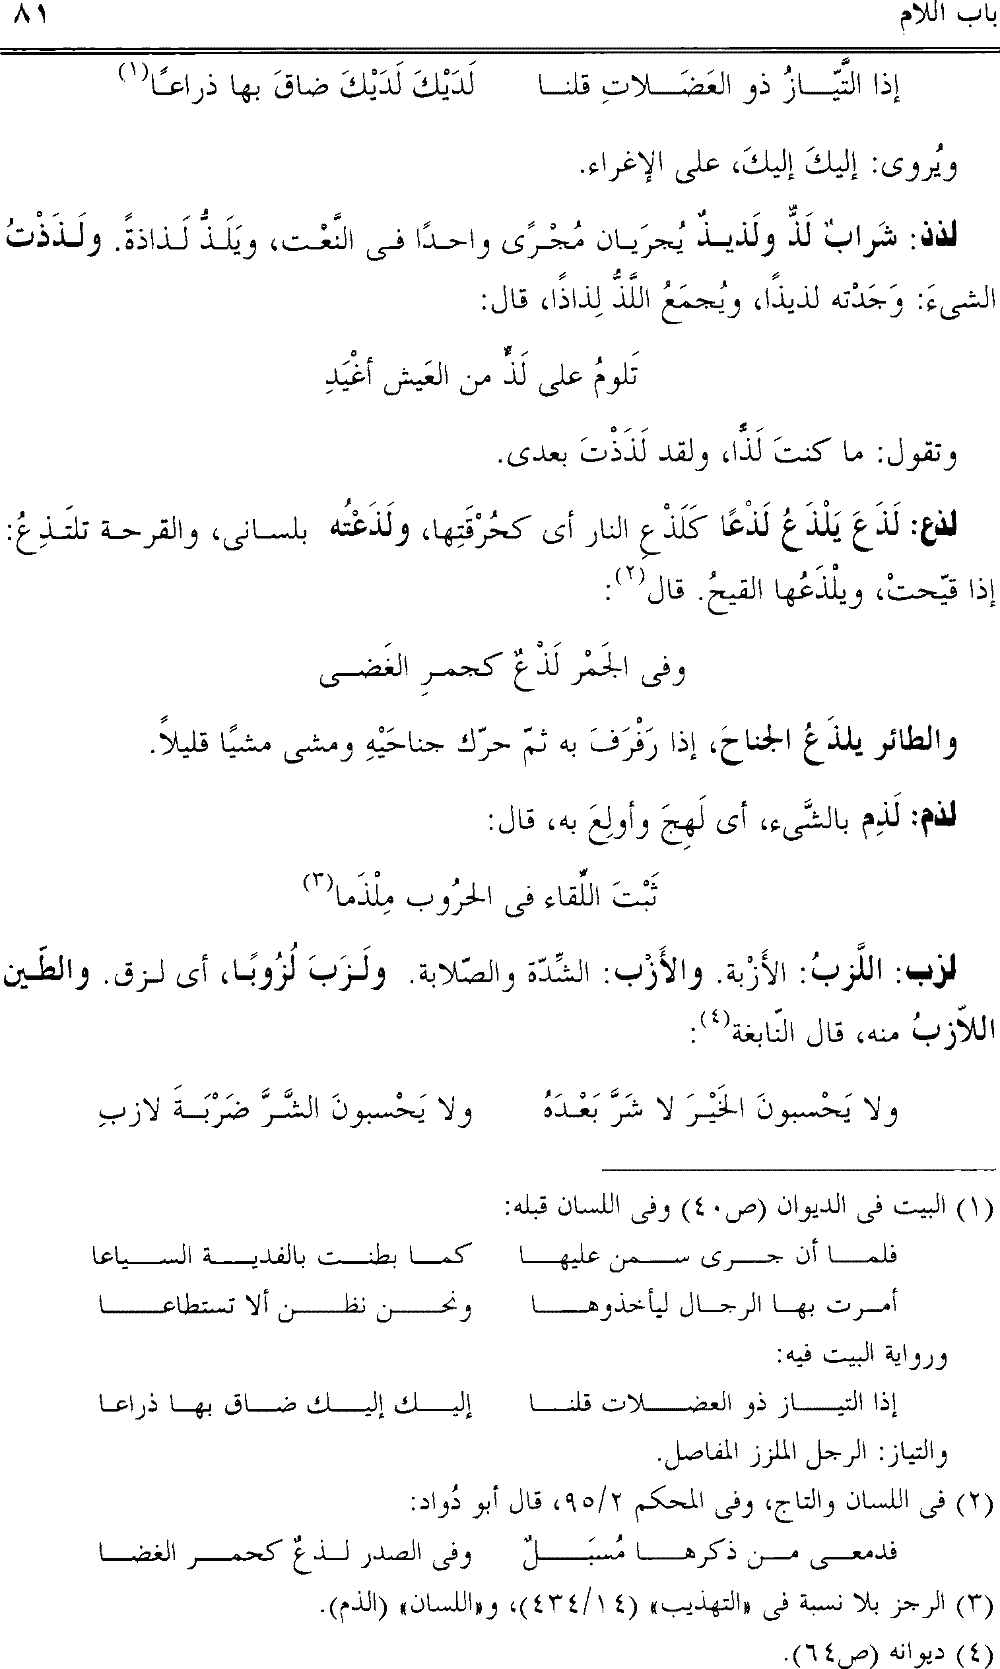 باب اللام ٨١
إذا التَّيّازُ ذو العَضَلاتِ قلنا لَدَيْكَ لَدَيْكَ ضاقَ بها ذراعًا(١)
ويُروى: إليكَ إليكَ، على الإغراء.
لذذ: شَرابٌ لَذٌّ ولَذيذٌ يُجرَيان مُجْرًى واحدًا فى النَّعْت، ويَلَذُّ لَذاذةً. ولَذَذْتُ
الشىءَ: وَجَدْته لذيذًا، ويُجمَعُ اللَّذُّ لِذاذًا، قال:
تَلومُ على لَذٍّ من العَيش أغْيَدِ
وتقول: ما كنتَ لَذًّا، ولقد لَذَذْتَ بعدى.
لذع: لَذَعَ يَلْذَعُ لَذْعًا كَلَذْعِ النار أى كحُرْقَتِها، ولَذَعْتُه بلسانى، والقرحة تلتَذِعُ:
إذا قيّحتْ، ويلْذَعُها القيحُ. قال(٢):
وفى الجَمْر لَذْعٌ كجمرِ الغَضى
والطائر يلذَعُ الجناحَ، إذا رَفْرَفَ به ثمّ حرّك جناحَيْهِ ومشى مشيًا قليلاً.
لذم: لَذِم بالشَّىء، أى لَهِجَ وأولِعَ به، قال:
ثَبْتَ اللّقاء فى الحرُوب مِلْذَما(٣)
لزب: اللَّزبُ: الأَزْبة. والأَزْب: الشِّدّة والصّلابة. ولَزَبَ لُزُوبًا، أى لزق. والطّين
اللاّزبُ منه، قال النّابغة(٤):
ولا يَحْسبونَ الخَيْرَ لا شَرَّ بَعْدَهُ ولا يَحْسبونَ الشَّرَّ ضَرْبَةَ لازبِ
(١) البيت فى الديوان (ص٤٠) وفى اللسان قبله:
فلما أن جرى سمن عليها كما بطنت بالفدية السياعا
أمرت بها الرجال ليأخذوها ونحن نظن ألا تستطاعا
ورواية البيت فيه:
إذا التياز ذو العضلات قلنا إليك إليك ضاق بها ذراعا
والتياز: الرجل الملزز المفاصل.
(٢) فى اللسان والتاج، وفى المحكم ٩٥/٢، قال أبو دُواد:
فدمعى من ذكرها مُسبَلٌ وفى الصدر لذعٌ كحمر الغضا
(٣) الرجز بلا نسبة فى «التهذيب» (٤٣٤/١٤)، و«اللسان» (الذم).
(٤) ديوانه (ص٦٤).